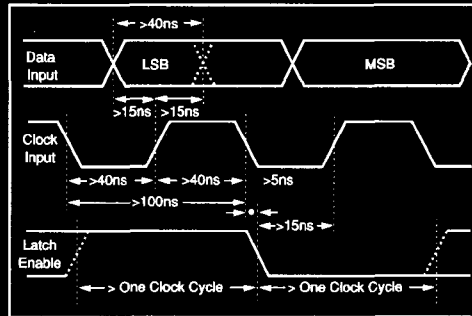 >40ns
Data
Input
LSB
MSB
>15ns >15ns
Clock
Input
>40ns >40ns >5ns
>100ns
>15ns
Latch
Enable
> One Clock Cycle > One Clock Cycle